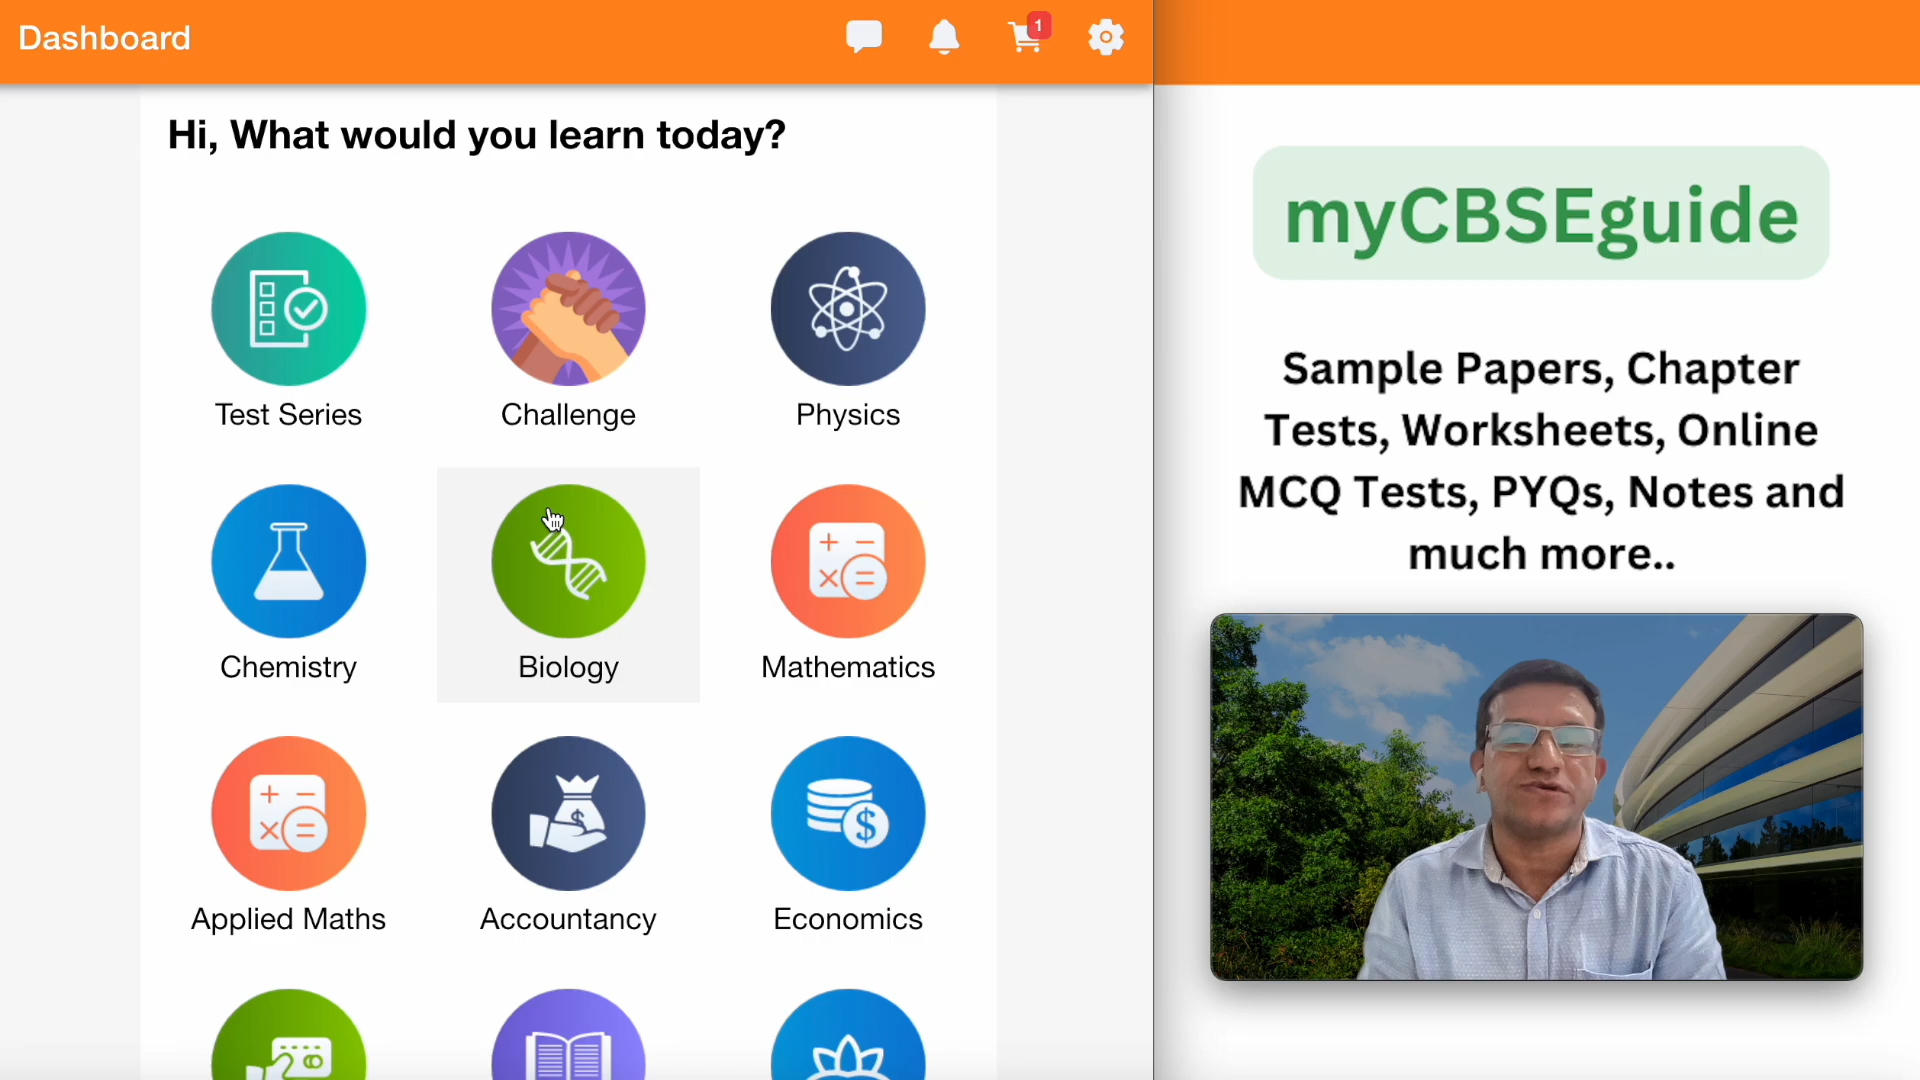 Dashboard
1
Hi, What would you learn today?
Test Series
Challenge
Physics
Chemistry
Biology
Mathematics
Applied Maths
Accountancy
Economics
myCBSEguide
Sample Papers, Chapter
Tests, Worksheets, Online
MCQ Tests, PYQs, Notes and
much more..